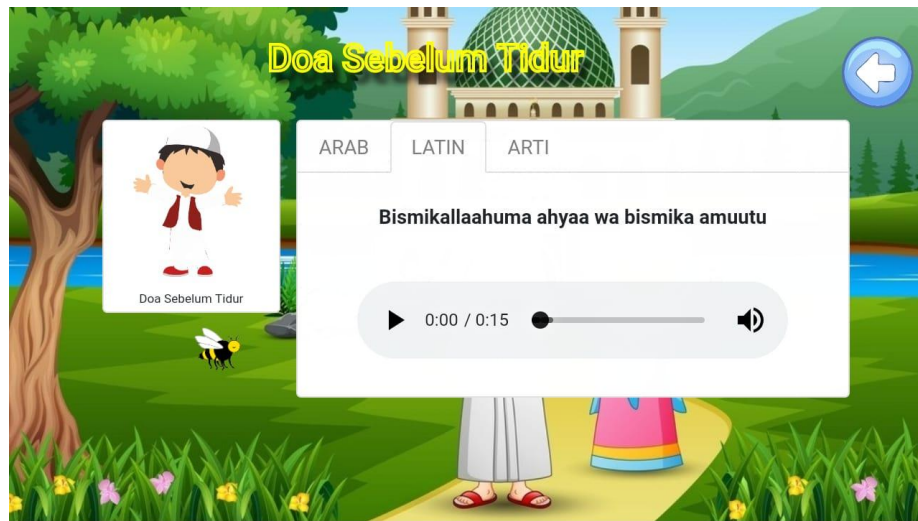 Doa Sebelum Tidur
ARAB LATIN ARTI
Bismikallaahuma ahyaa wa bismika amuutu
0:00 / 0:15
Doa Sebelum Tidur